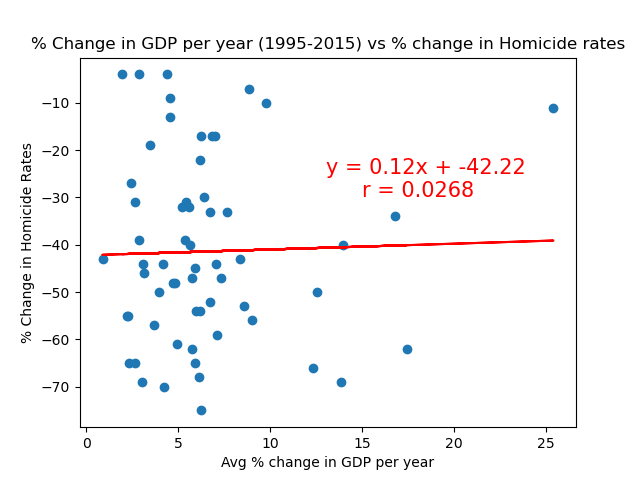 % Change in GDP per year (1995-2015) vs % change in Homicide rates
−10
−20
−30
−40
−50
−60
−70
% Change in Homicide Rates
y = 0.12x + -42.22
r = 0.0268
0 5 10 15 20 25
Avg % change in GDP per year